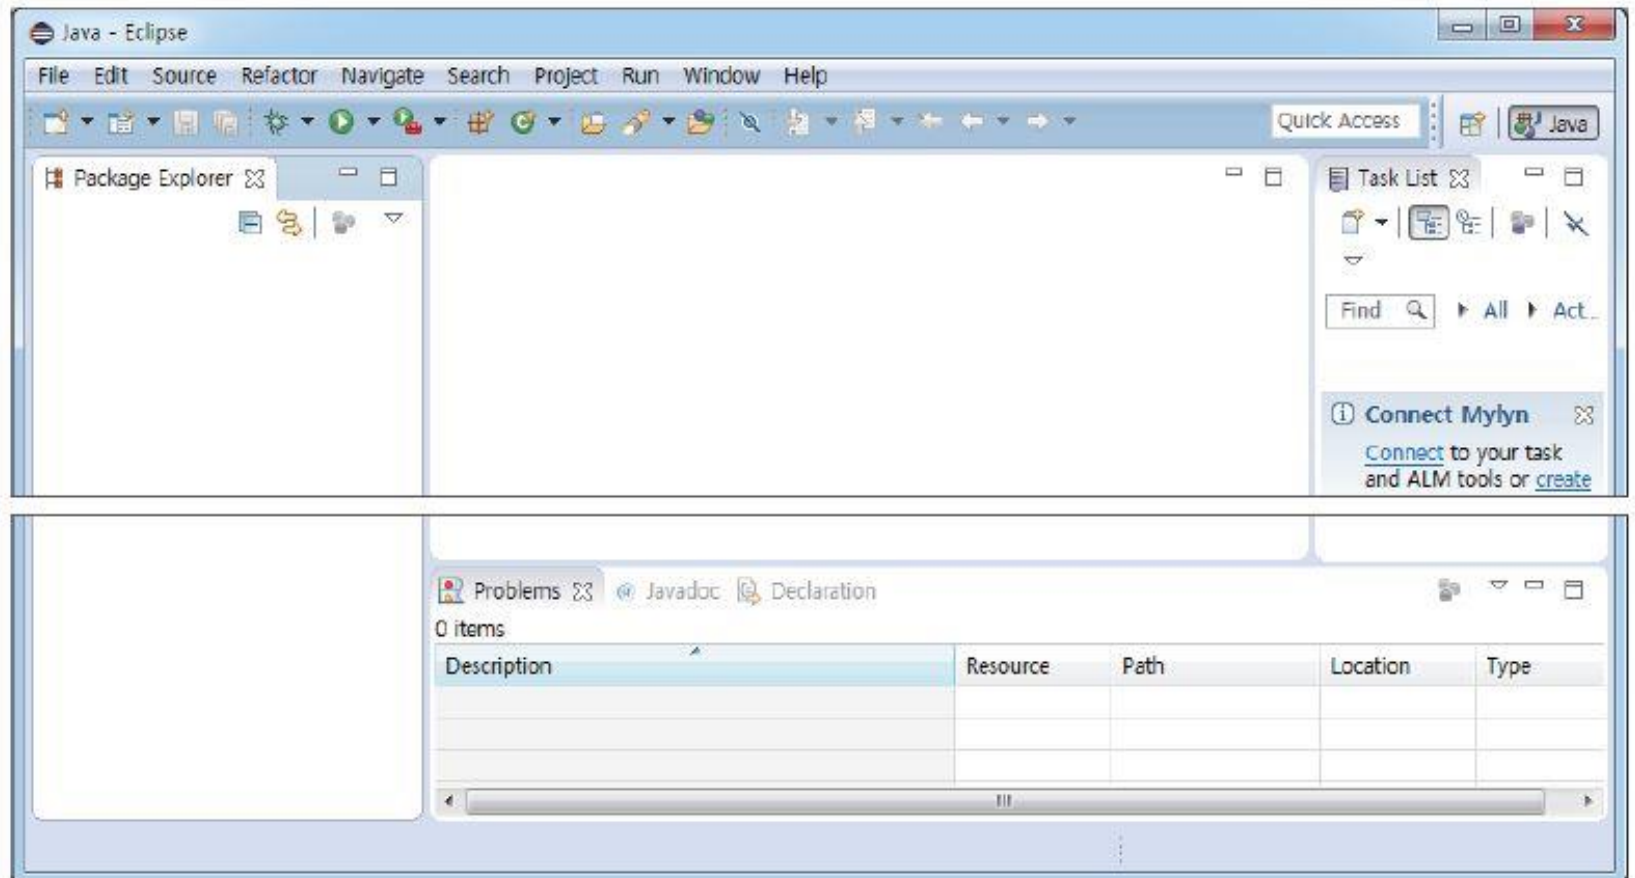 Java - Eclipse
File Edit Source Refactor Navigate Search Project Run Window Help
Quick Access Java
Package Explorer
Task List
Find All Act...
Connect Mylyn
Connect to your task
and ALM tools or create
Problems Javadoc Declaration
0 items
Description Resource Path Location Type